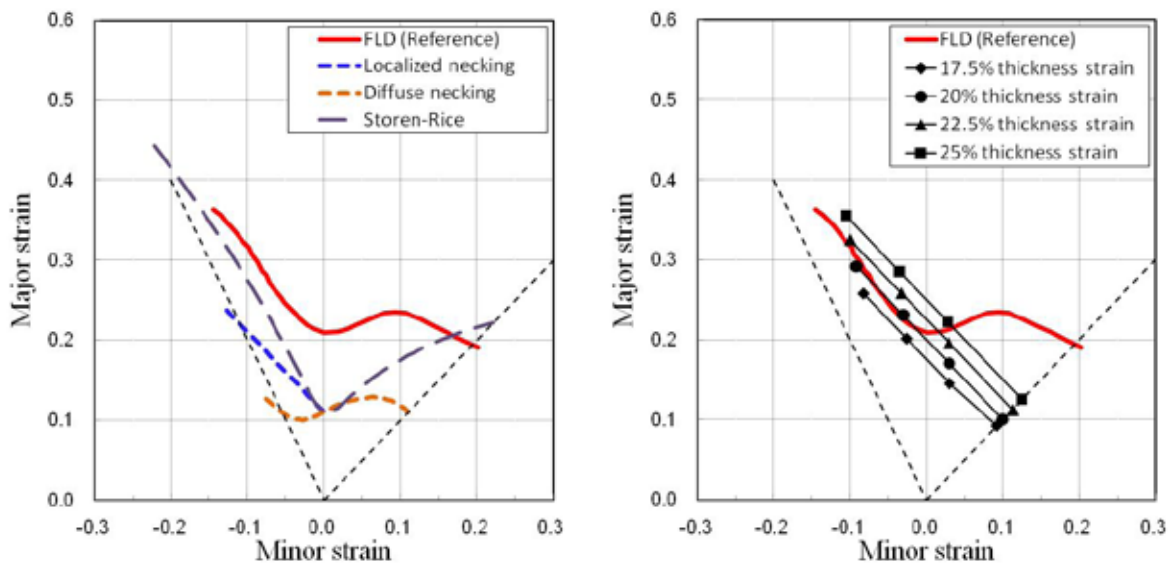 0.6
0.5
0.4
0.3
0.2
0.1
0.0
Major strain
-0.3
-0.2
-0.1
0.0
0.1
0.2
0.3
Minor strain
FLD (Reference)
Localized necking
Diffuse necking
Storen-Rice
0.6
0.5
0.4
0.3
0.2
0.1
0.0
Major strain
-0.3
-0.2
-0.1
0.0
0.1
0.2
0.3
Minor strain
FLD (Reference)
17.5% thickness strain
20% thickness strain
22.5% thickness strain
25% thickness strain